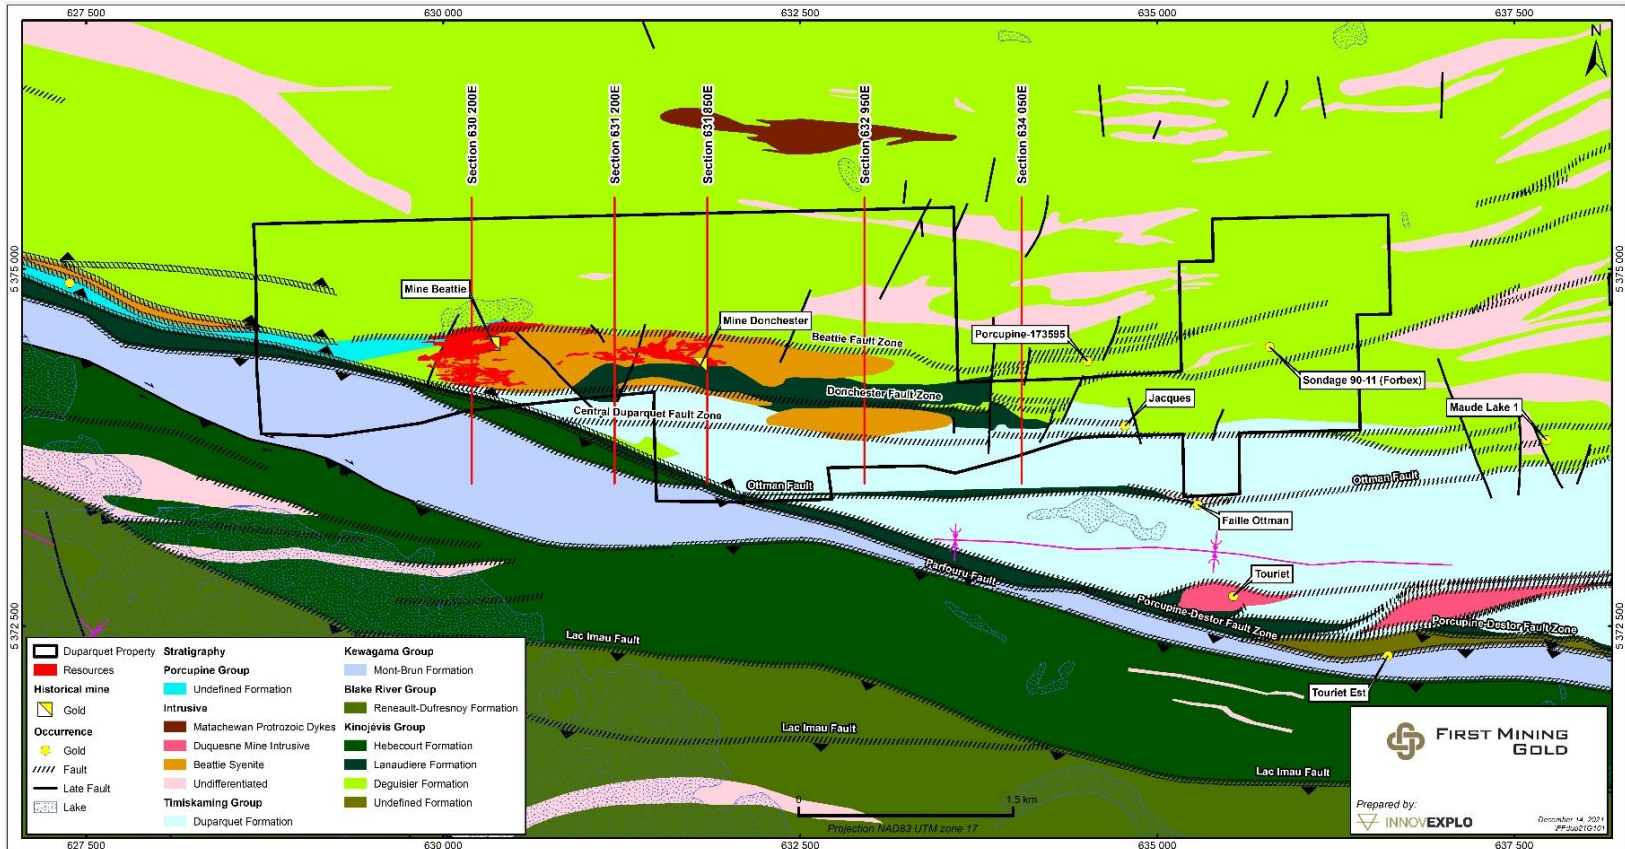 627 500
630 000
632 500
635 000
637 500
N
5 375 000
5 375 000
Section 630 200E
Section 631 200E
Section 631 850E
Section 632 950E
Section 634 050E
Mine Beattie
Mine Donchester
Beattie Fault Zone
Porcupine-173595
Sondage 90-11 (Forbex)
Donchester Fault Zone
Jacques
Maude Lake 1
Central Duparquet Fault Zone
Ottman Fault
Ottman Fault
Faille Ottman
Parfouru Fault
Touriet
Porcupine-Destor Fault Zone
Porcupine-Destor Fault Zone
5 372 500
5 372 500
Lac Imau Fault
Touriet Est
Lac Imau Fault
Lac Imau Fault
Duparquet Property
Resources
Historical mine
Gold
Occurrence
Gold
Fault
Late Fault
Lake
Stratigraphy
Porcupine Group
Undefined Formation
Intrusive
Matachewan Protrozoic Dykes
Duquesne Mine Intrusive
Beattie Syenite
Undifferentiated
Timiskaming Group
Duparquet Formation
Kewagama Group
Mont-Brun Formation
Blake River Group
Reneault-Dufresnoy Formation
Kinojévis Group
Hebecourt Formation
Lanaudiere Formation
Deguisier Formation
Undefined Formation
0
1.5 km
Projection NAD83 UTM zone 17
FIRST MINING
GOLD
Prepared by:
INNOVEXPLO
December 14, 2021
627 500
630 000
632 500
635 000
637 500